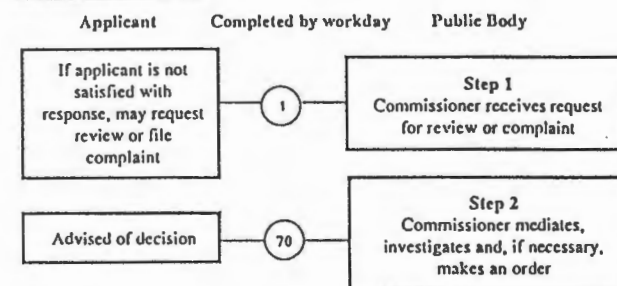 Applicant Completed by workday Public Body
If applicant is not
satisfied with
response, may request
review or file
complaint
1
Step 1
Commissioner receives request
for review or complaint
Advised of decision
70
Step 2
Commissioner mediates,
investigates and, if necessary,
makes an order